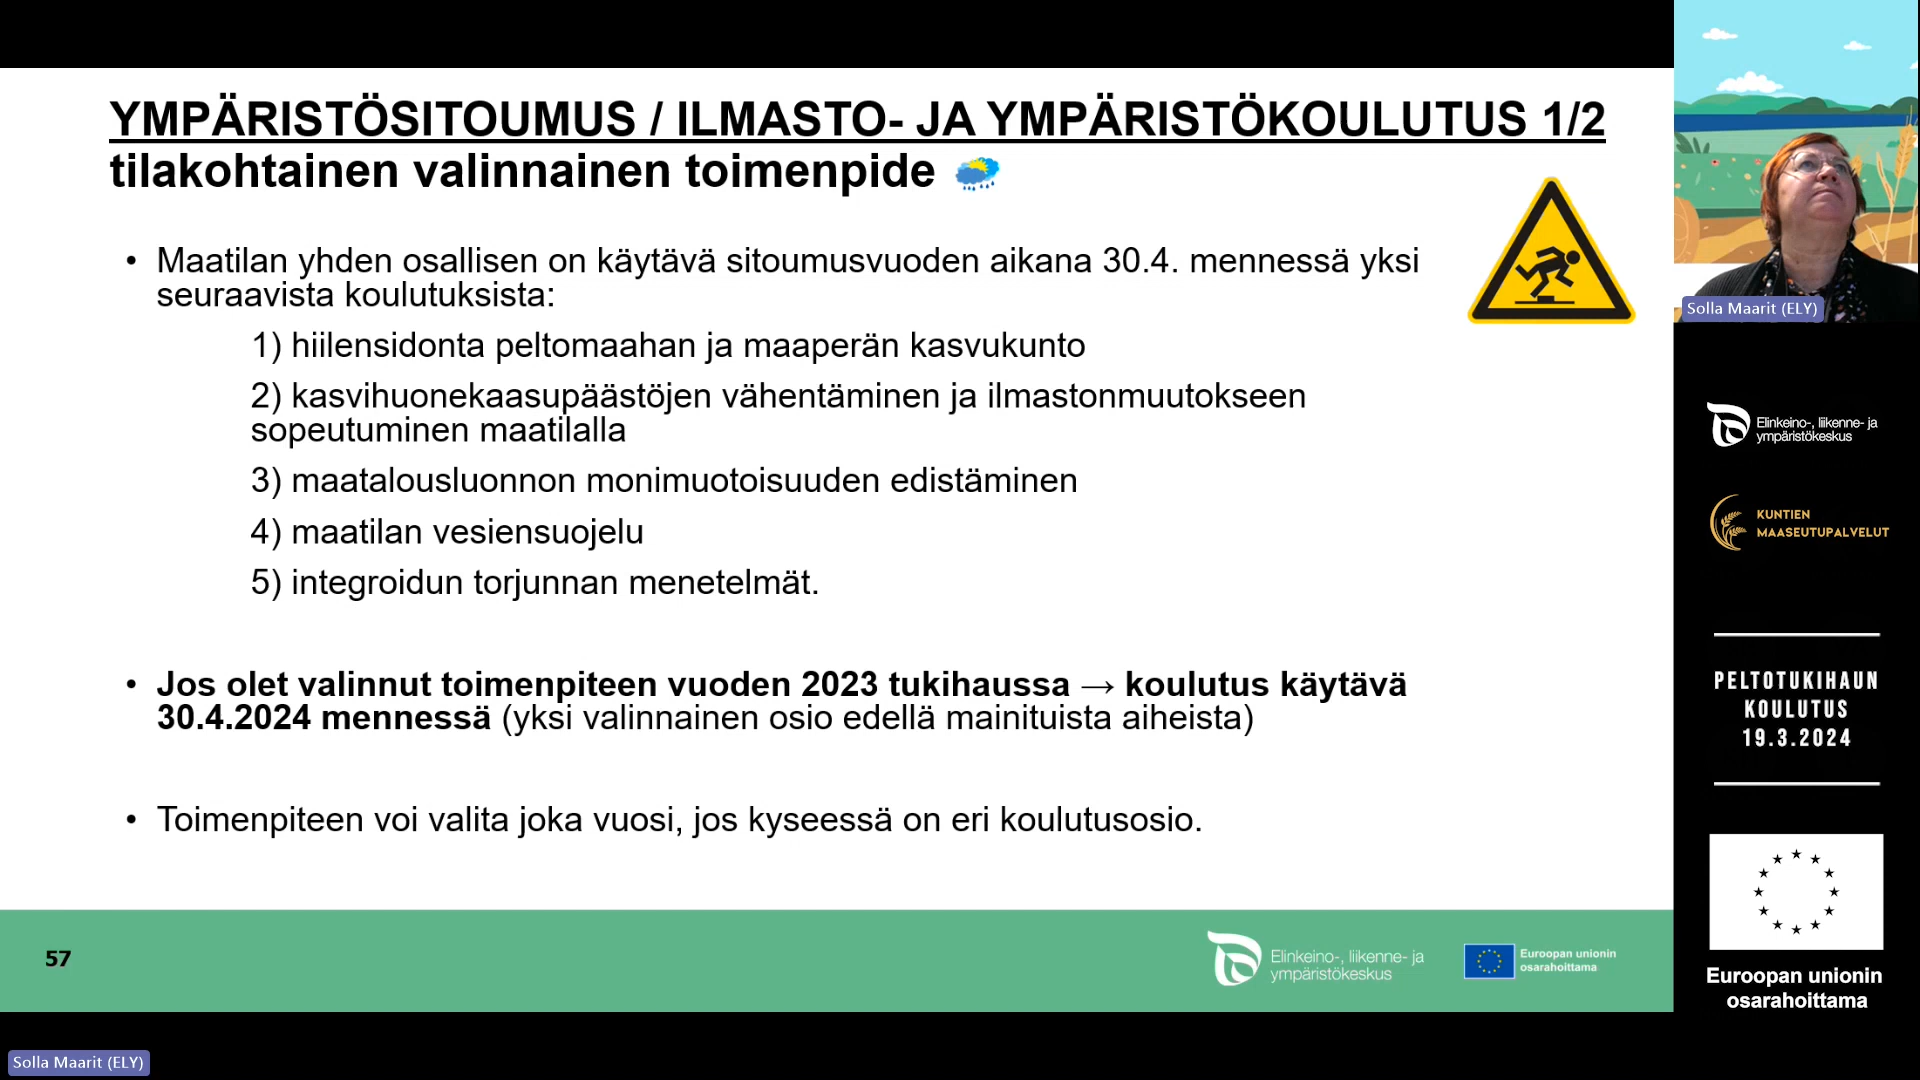 YMPÄRISTÖSITOUMUS / ILMASTO- JA YMPÄRISTÖKOULUTUS 1/2
tilakohtainen valinnainen toimenpide
• Maatilan yhden osallisen on käytävä sitoumusvuoden aikana 30.4. mennessä yksi
seuraavista koulutuksista:
1) hiilensidonta peltomaahan ja maaperän kasvukunto
2) kasvihuonekaasupäästöjen vähentäminen ja ilmastonmuutokseen
sopeutuminen maatilalla
3) maatalousluonnon monimuotoisuuden edistäminen
4) maatilan vesiensuojelu
5) integroidun torjunnan menetelmät.
• Jos olet valinnut toimenpiteen vuoden 2023 tukihaussa → koulutus käytävä
30.4.2024 mennessä (yksi valinnainen osio edellä mainituista aiheista)
• Toimenpiteen voi valita joka vuosi, jos kyseessä on eri koulutusosio.
57
Elinkeino-, liikenne- ja
ympäristökeskus
Euroopan unionin
osarahoittama
Solla Maarit (ELY)
Elinkeino-, liikenne- ja
ympäristökeskus
KUNTIEN
MAASEUTUPALVELUT
PELTOTUKIHAUN
KOULUTUS
19.3.2024
Euroopan unionin
osarahoittama
Solla Maarit (ELY)